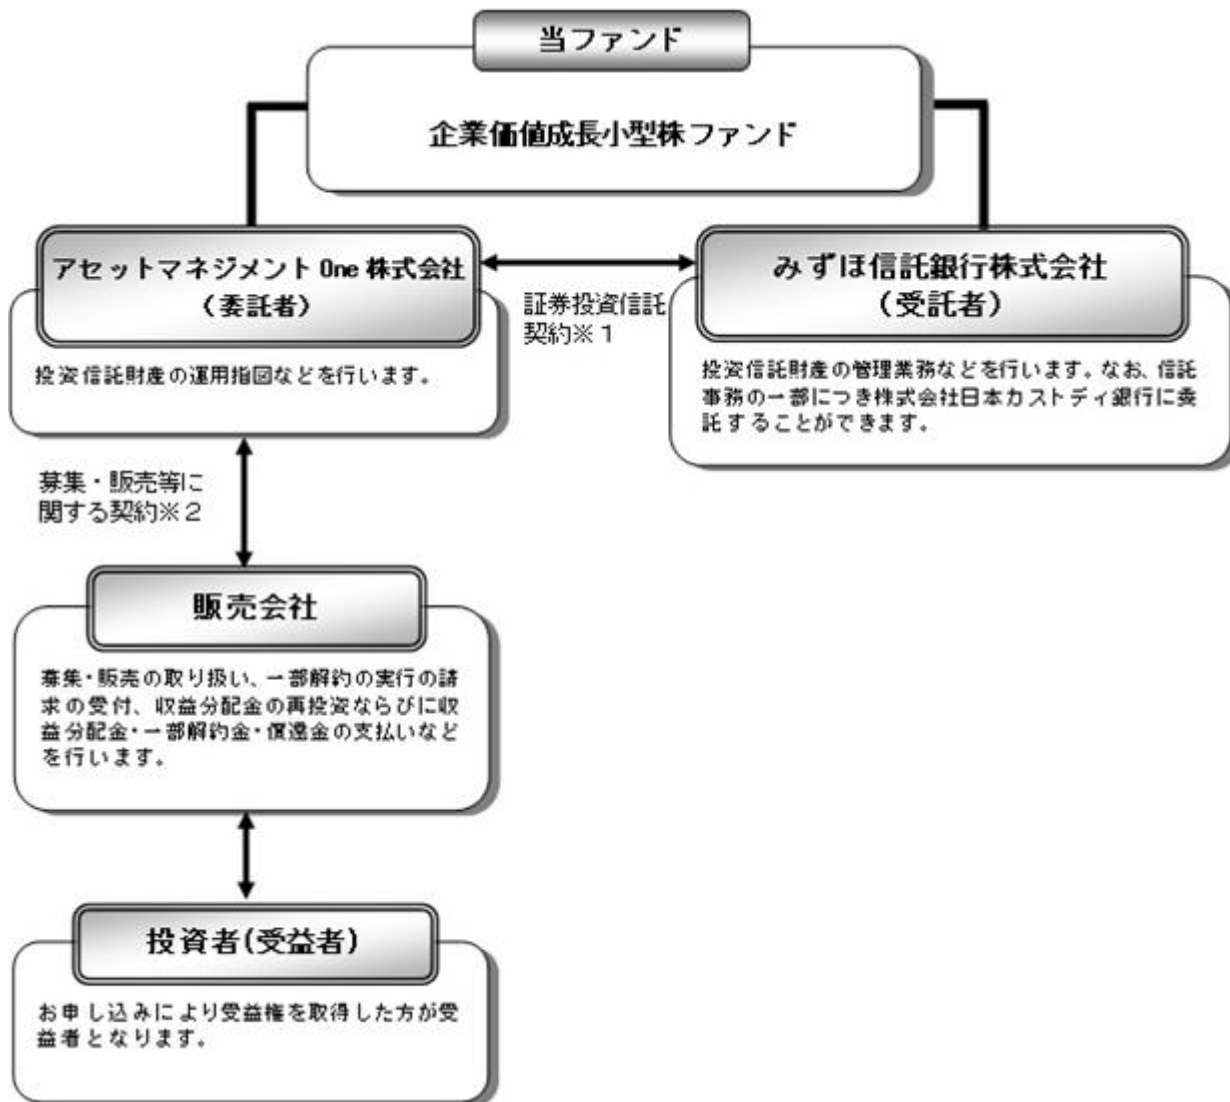 当ファンド
企業価値成長小型株ファンド
アセットマネジメント One 株式会社
（委託者）
投資信託財産の運用指図などを行います。
証券投資信託
契約※１
みずほ信託銀行株式会社
（受託者）
投資信託財産の管理業務などを行います。なお、信託
事務の一部につき株式会社日本カストディ銀行に委
託することができます。
募集・販売等に
関する契約※２
販売会社
募集・販売の取り扱い、一部解約の実行の請
求の受付、収益分配金の再投資ならびに収
益分配金・一部解約金・償還金の支払いなど
を行います。
投資者(受益者)
お申し込みにより受益権を取得した方が受
益者となります。